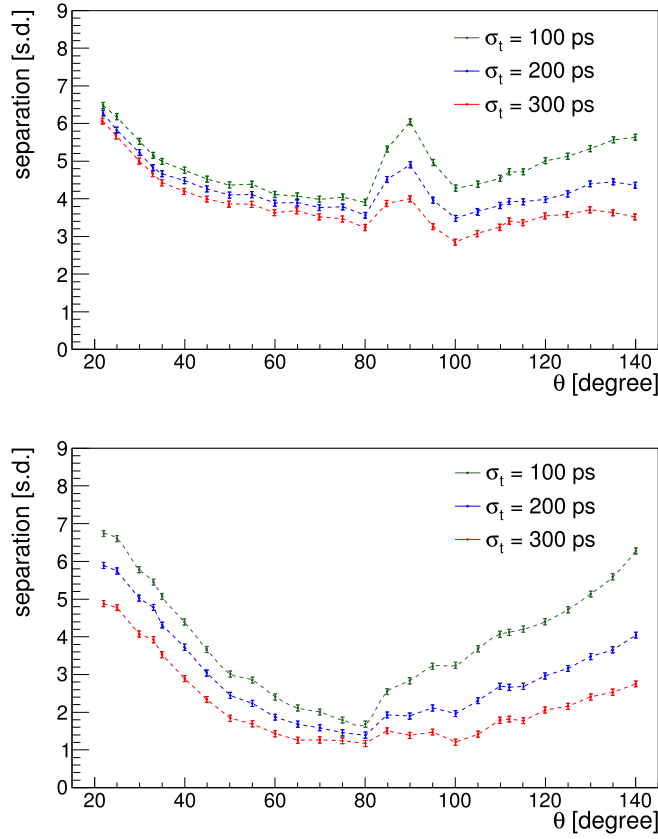 separation [s.d.]
9
8
7
6
5
4
3
2
1
0
σt = 100 ps
σt = 200 ps
σt = 300 ps
20 40 60 80 100 120 140
θ [degree]
separation [s.d.]
9
8
7
6
5
4
3
2
1
0
σt = 100 ps
σt = 200 ps
σt = 300 ps
20 40 60 80 100 120 140
θ [degree]